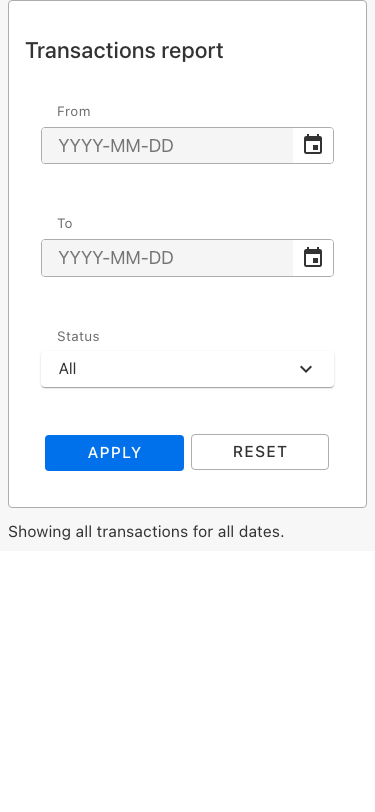 Transactions report
From
YYYY-MM-DD
To
YYYY-MM-DD
Status
All
APPLY
RESET
Showing all transactions for all dates.